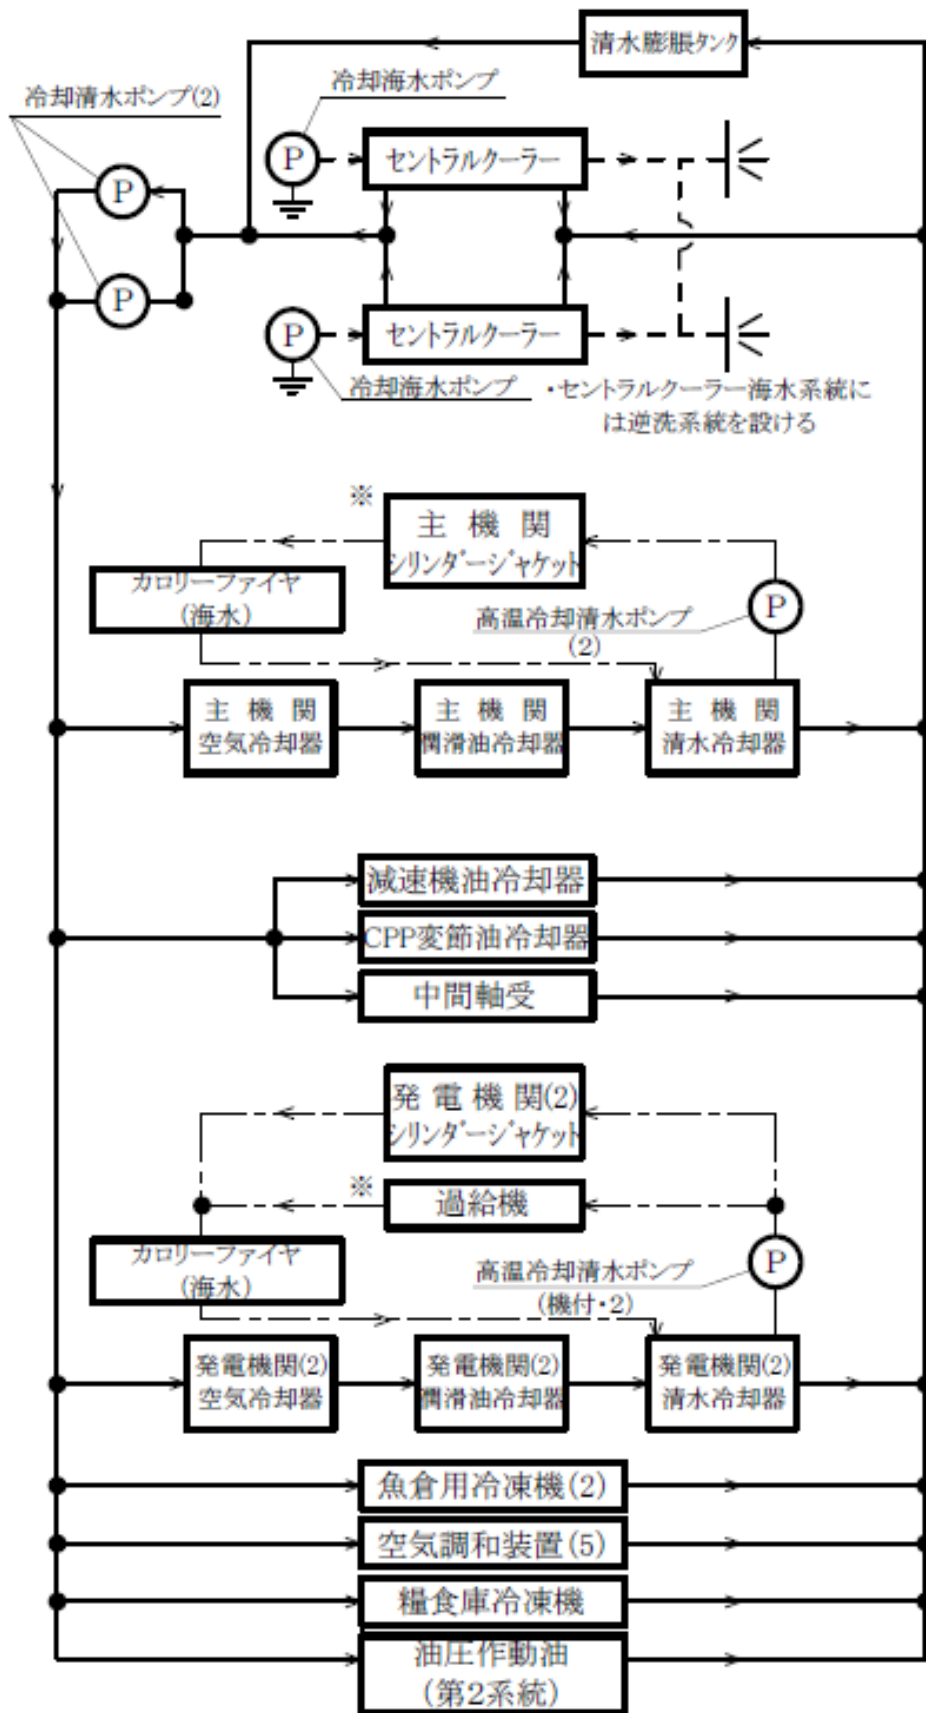 清水膨脹タンク
冷却海水ポンプ
冷却清水ポンプ(2)
P
セントラルクーラー
P
P
P
セントラルクーラー
冷却海水ポンプ
・セントラルクーラー海水系統に
は逆洗系統を設ける
※
主 機 関
シリンダージャケット
カロリーファイヤ
(海水)
P
高温冷却清水ポンプ
(2)
主 機 関
空気冷却器
主 機 関
潤滑油冷却器
主 機 関
清水冷却器
減速機油冷却器
CPP変節油冷却器
中間軸受
発 電 機 関(2)
シリンダージャケット
※
過給機
カロリーファイヤ
(海水)
P
高温冷却清水ポンプ
(機付・2)
発電機関(2)
空気冷却器
発電機関(2)
潤滑油冷却器
発電機関(2)
清水冷却器
魚倉用冷凍機(2)
空気調和装置(5)
糧食庫冷凍機
油圧作動油
(第2系統)